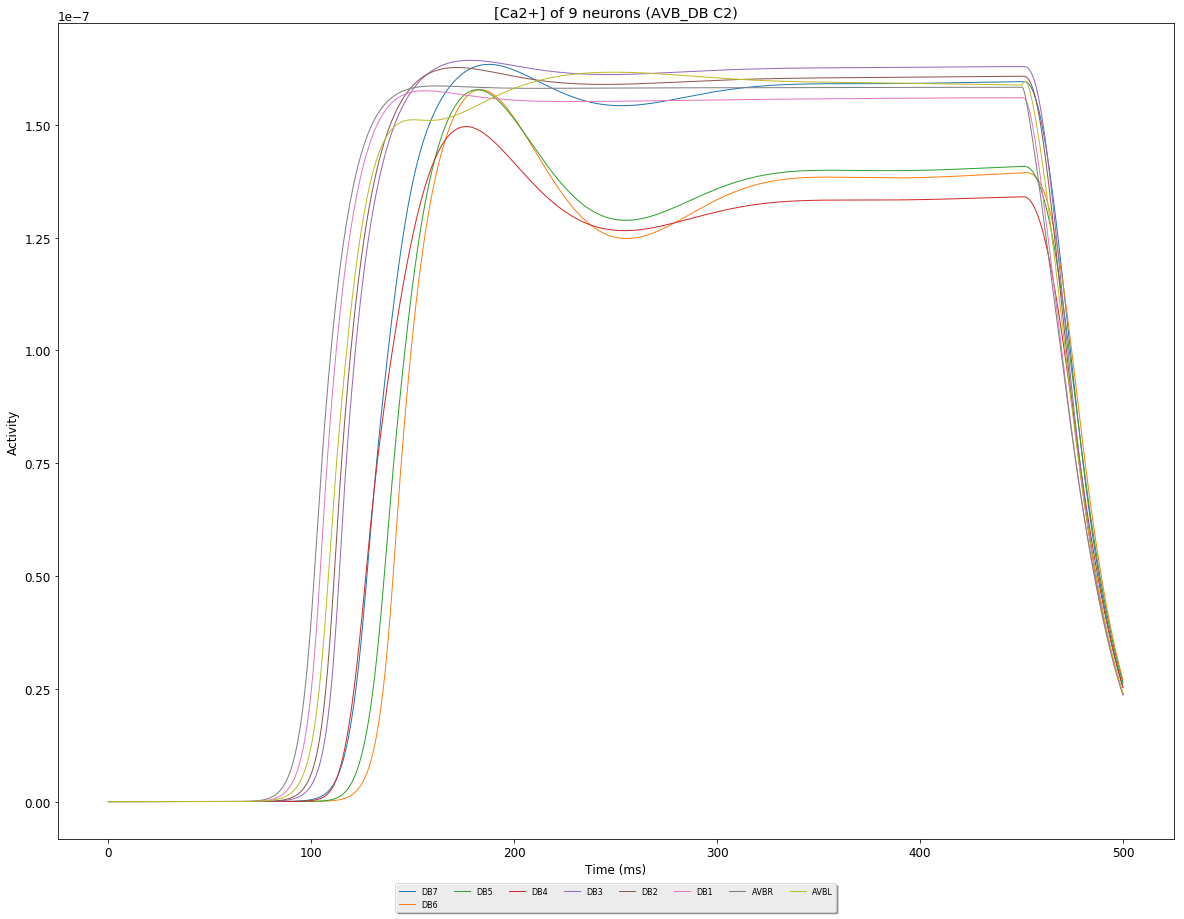 [Ca2+] of 9 neurons (AVB_DB C2)
1e−7
1.50
1.25
1.00
0.75
0.50
0.25
0.00
Activity
0 100 200 300 400 500
Time (ms)
DB7 DB5 DB4 DB3 DB2 DB1 AVBR AVBL
DB6